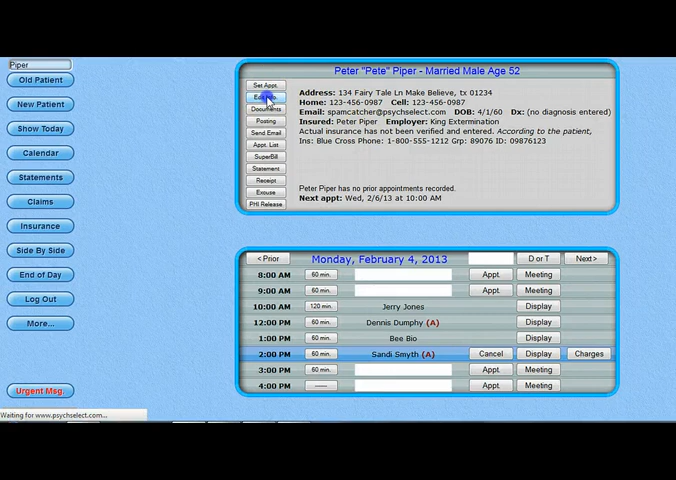 Piper
Old Patient
New Patient
Show Today
Calendar
Statements
Claims
Insurance
Side By Side
End of Day
Log Out
More...
Urgent Msg.
Waiting for www.psychselect.com...
Peter "Pete" Piper - Married Male Age 52
Set Appt.
Edit Info.
Documents
Posting
Send Email
Appt. List
SuperBill
Statement
Receipt
Excuse
PHI Release
Address: 134 Fairy Tale Ln Make Believe, tx 01234
Home: 123-456-0987 Cell: 123-456-0987
Email: spamcatcher@psychselect.com DOB: 4/1/60 Dx: (no diagnosis entered)
Insured: Peter Piper Employer: King Extermination
Actual insurance has not been verified and entered. According to the patient,
Ins: Blue Cross Phone: 1-800-555-1212 Grp: 89076 ID: 09876123
Peter Piper has no prior appointments recorded.
Next appt: Wed, 2/6/13 at 10:00 AM
< Prior Monday, February 4, 2013 D or T Next >
8:00 AM 60 min. Appt. Meeting
9:00 AM 60 min. Appt. Meeting
10:00 AM 120 min. Jerry Jones Display
12:00 PM 60 min. Dennis Dumphy (A) Display
1:00 PM 60 min. Bee Bio Display
2:00 PM 60 min. Sandi Smyth (A) Cancel Display Charges
3:00 PM 60 min. Appt. Meeting
4:00 PM ----- Appt. Meeting